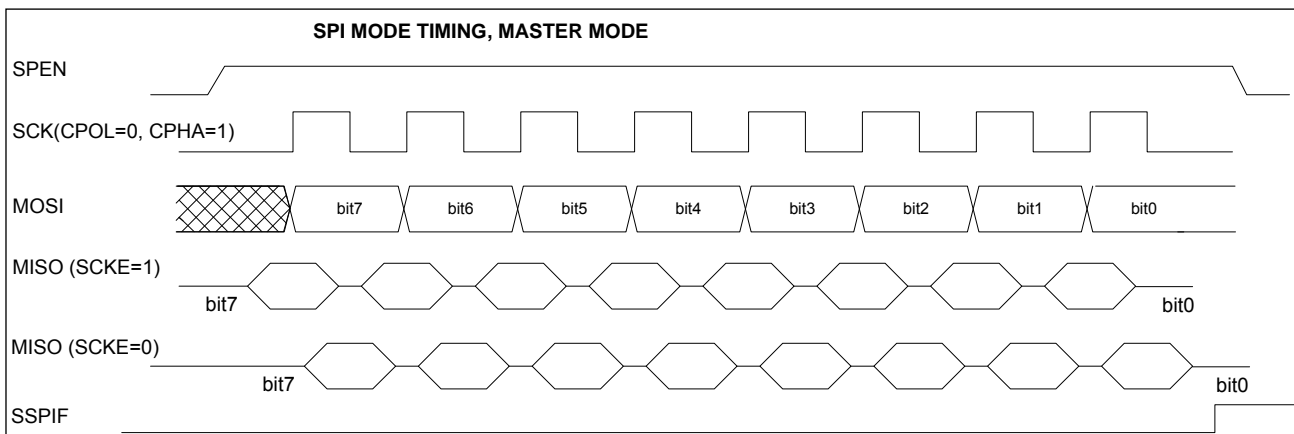 SPI MODE TIMING, MASTER MODE
SPEN
SCK(CPOL=0, CPHA=1)
MOSI
bit7 bit6 bit5 bit4 bit3 bit2 bit1 bit0
MISO (SCKE=1)
bit7 bit0
MISO (SCKE=0)
bit7 bit0
SSPIF